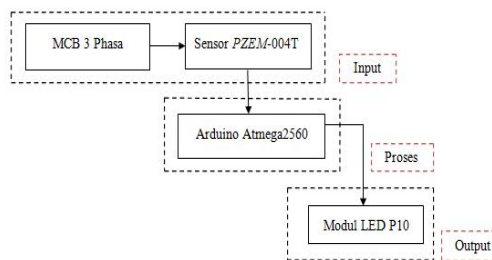 MCB 3 Phasa
Sensor PZEM-004T
Input
Arduino Atmega2560
Proses
Modul LED P10
Output